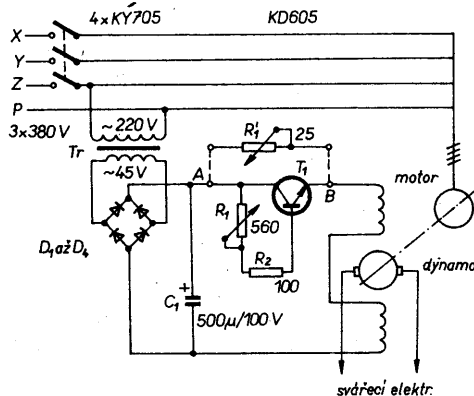 4×KY705 KD605
X
Y
Z
P
3×380 V
~220 V
Tr
~45 V
R₁' 25
A
T₁
B
motor
R₁
560
D₁ až D₄
R₂
100
dynamo
+
C₁
500μ/100 V
svářecí elektr.